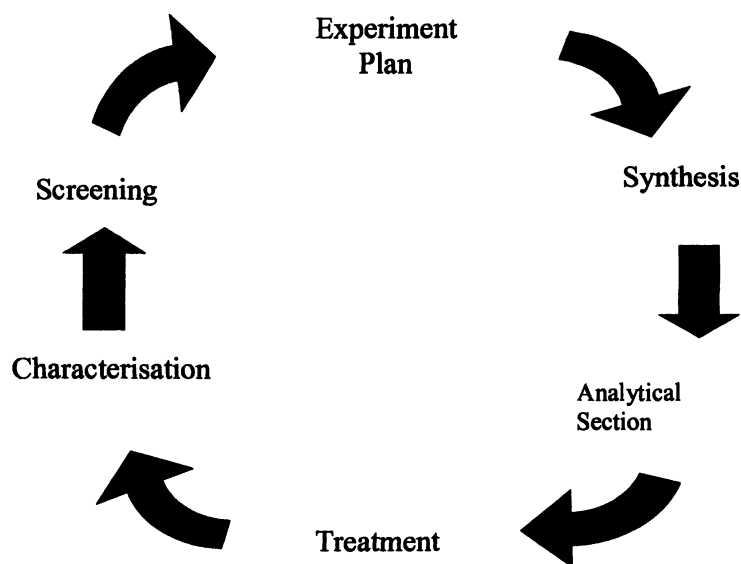 Experiment
Plan
Synthesis
Analytical
Section
Treatment
Characterisation
Screening